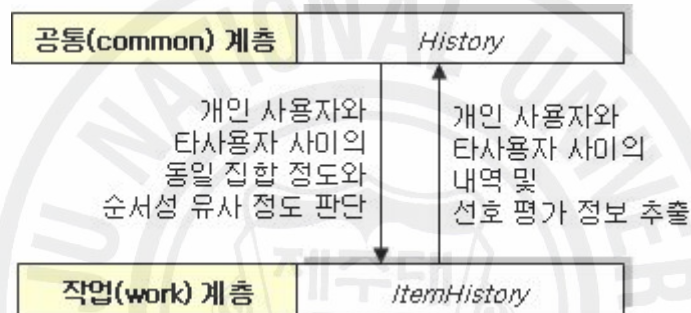 공통(common) 계층
History
개인 사용자와
타사용자 사이의
동일 집합 정도와
순서성 유사 정도 판단
개인 사용자와
타사용자 사이의
내역 및
선호 평가 정보 추출
작업(work) 계층
ItemHistory